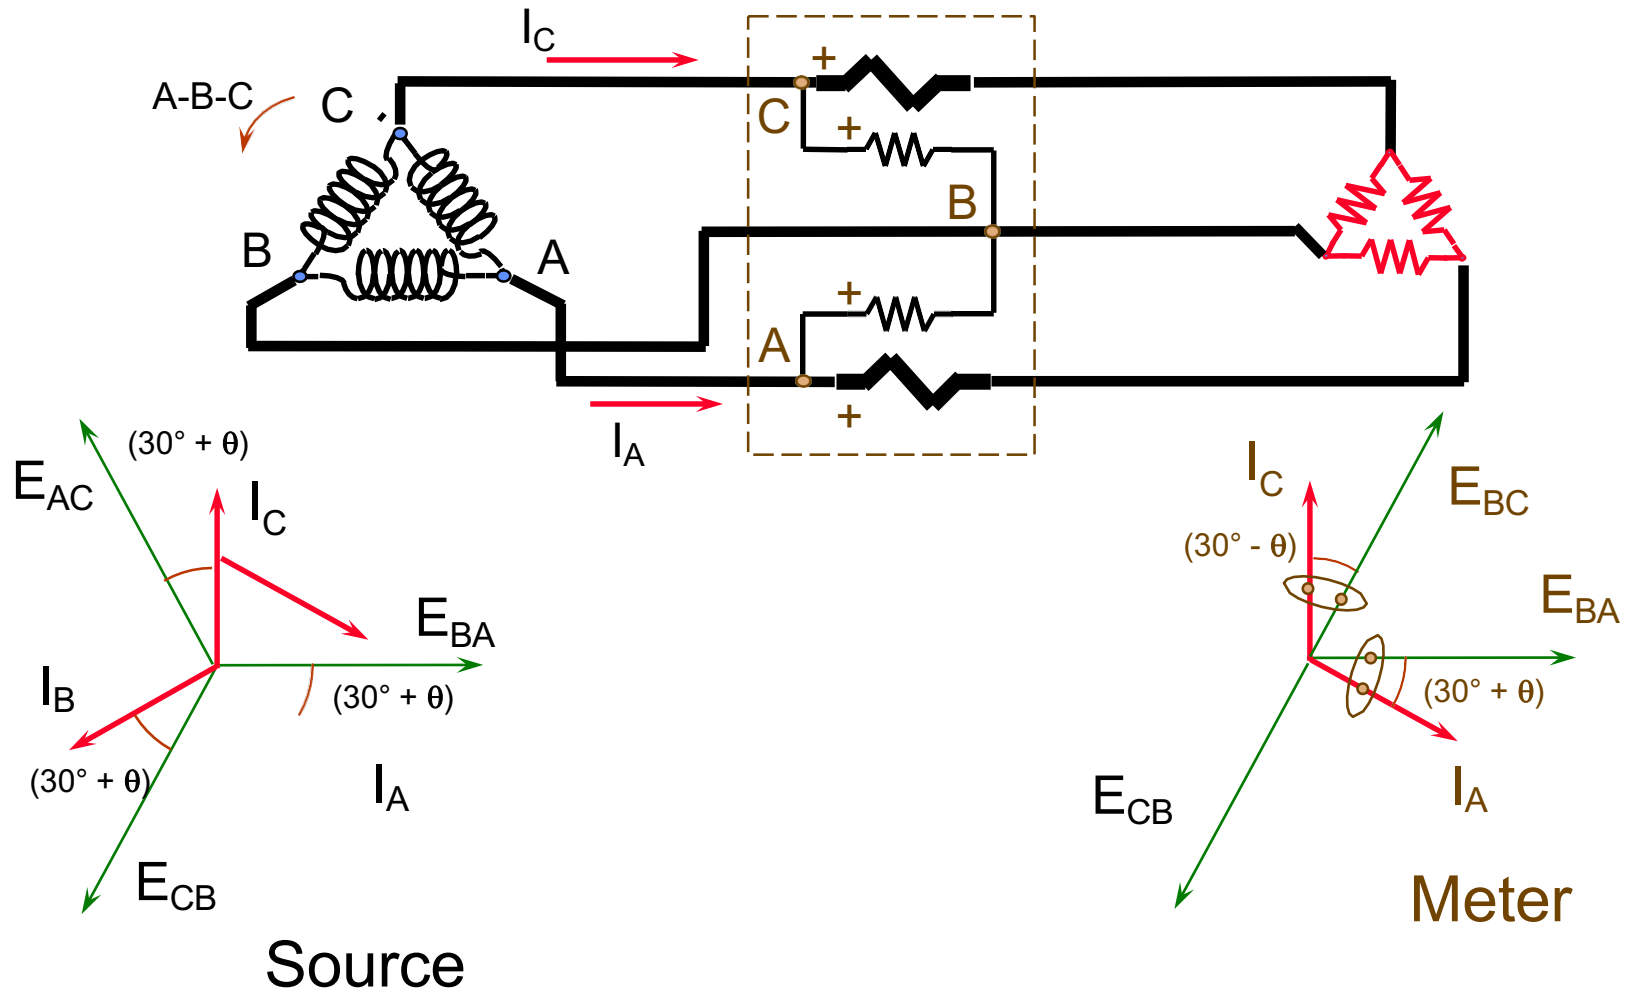 I_C
+
A-B-C
C
C
+
B
B
A
+
A
+
I_A
(30° + θ)
E_AC
I_C
E_BA
I_B
(30° + θ)
(30° + θ)
I_A
E_CB
Source
I_C
E_BC
(30° - θ)
E_BA
(30° + θ)
I_A
E_CB
Meter